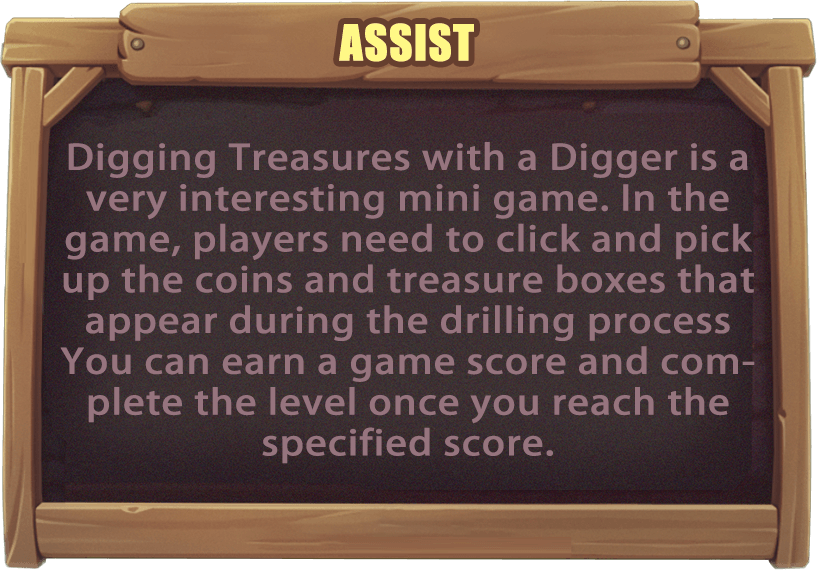 ASSIST
Digging Treasures with a Digger is a
very interesting mini game. In the
game, players need to click and pick
up the coins and treasure boxes that
appear during the drilling process
You can earn a game score and com-
plete the level once you reach the
specified score.